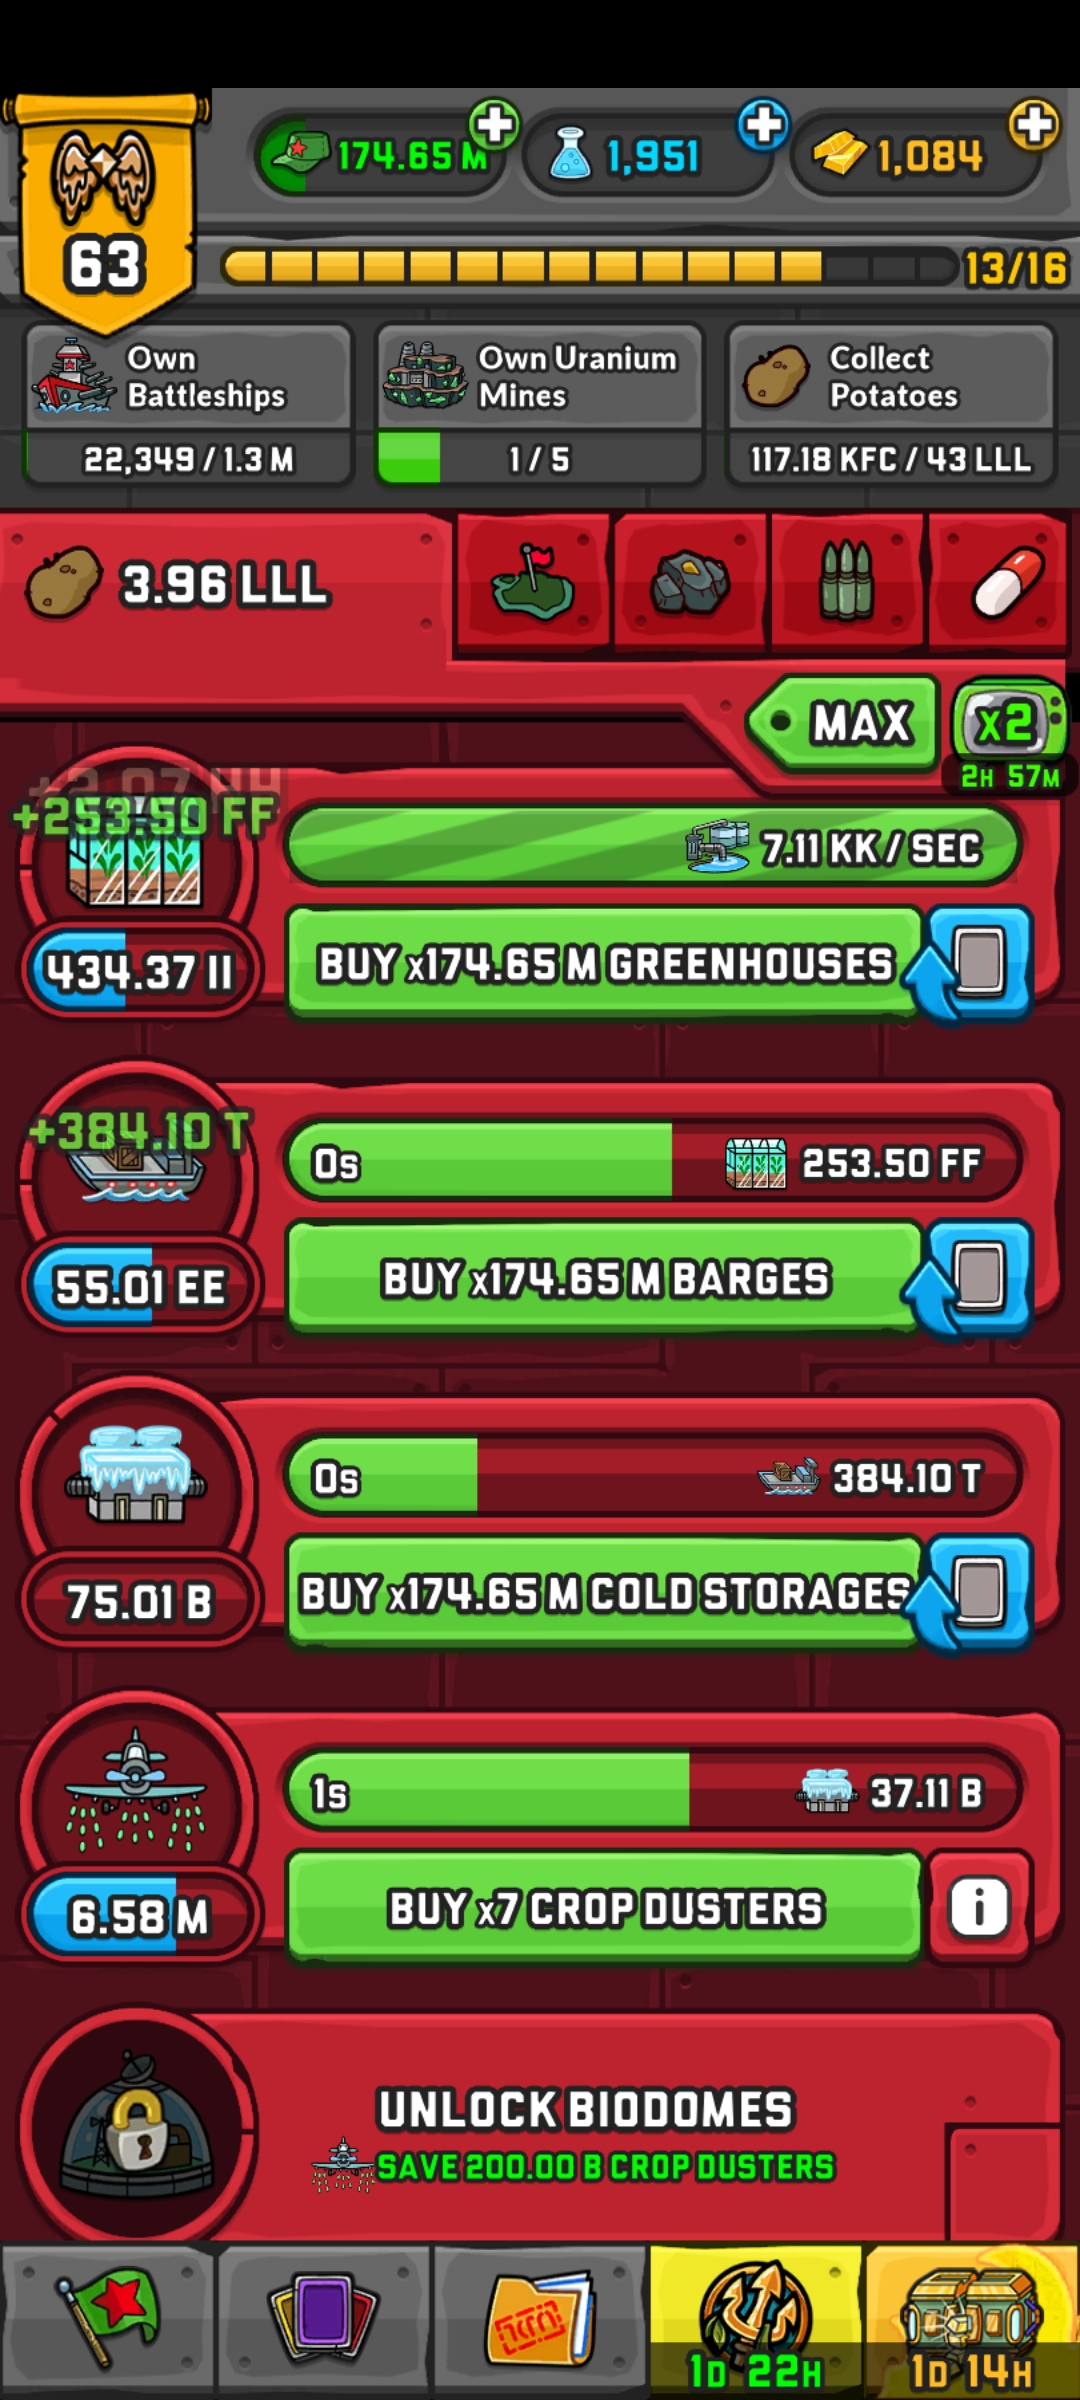 174.65 M
1,951
1,084
63
13/16
Own
Battleships
22,349 / 1.3 M
Own Uranium
Mines
1 / 5
Collect
Potatoes
117.18 KFC / 43 LLL
3.96 LLL
MAX
x2
2H 57M
+253.50 FF
7.11 KK / SEC
434.37 II
BUY x174.65 M GREENHOUSES
+384.10 T
0s
253.50 FF
55.01 EE
BUY x174.65 M BARGES
0s
384.10 T
75.01 B
BUY x174.65 M COLD STORAGES
1s
37.11 B
6.58 M
BUY x7 CROP DUSTERS
i
UNLOCK BIODOMES
SAVE 200.00 B CROP DUSTERS
1D 22H
1D 14H